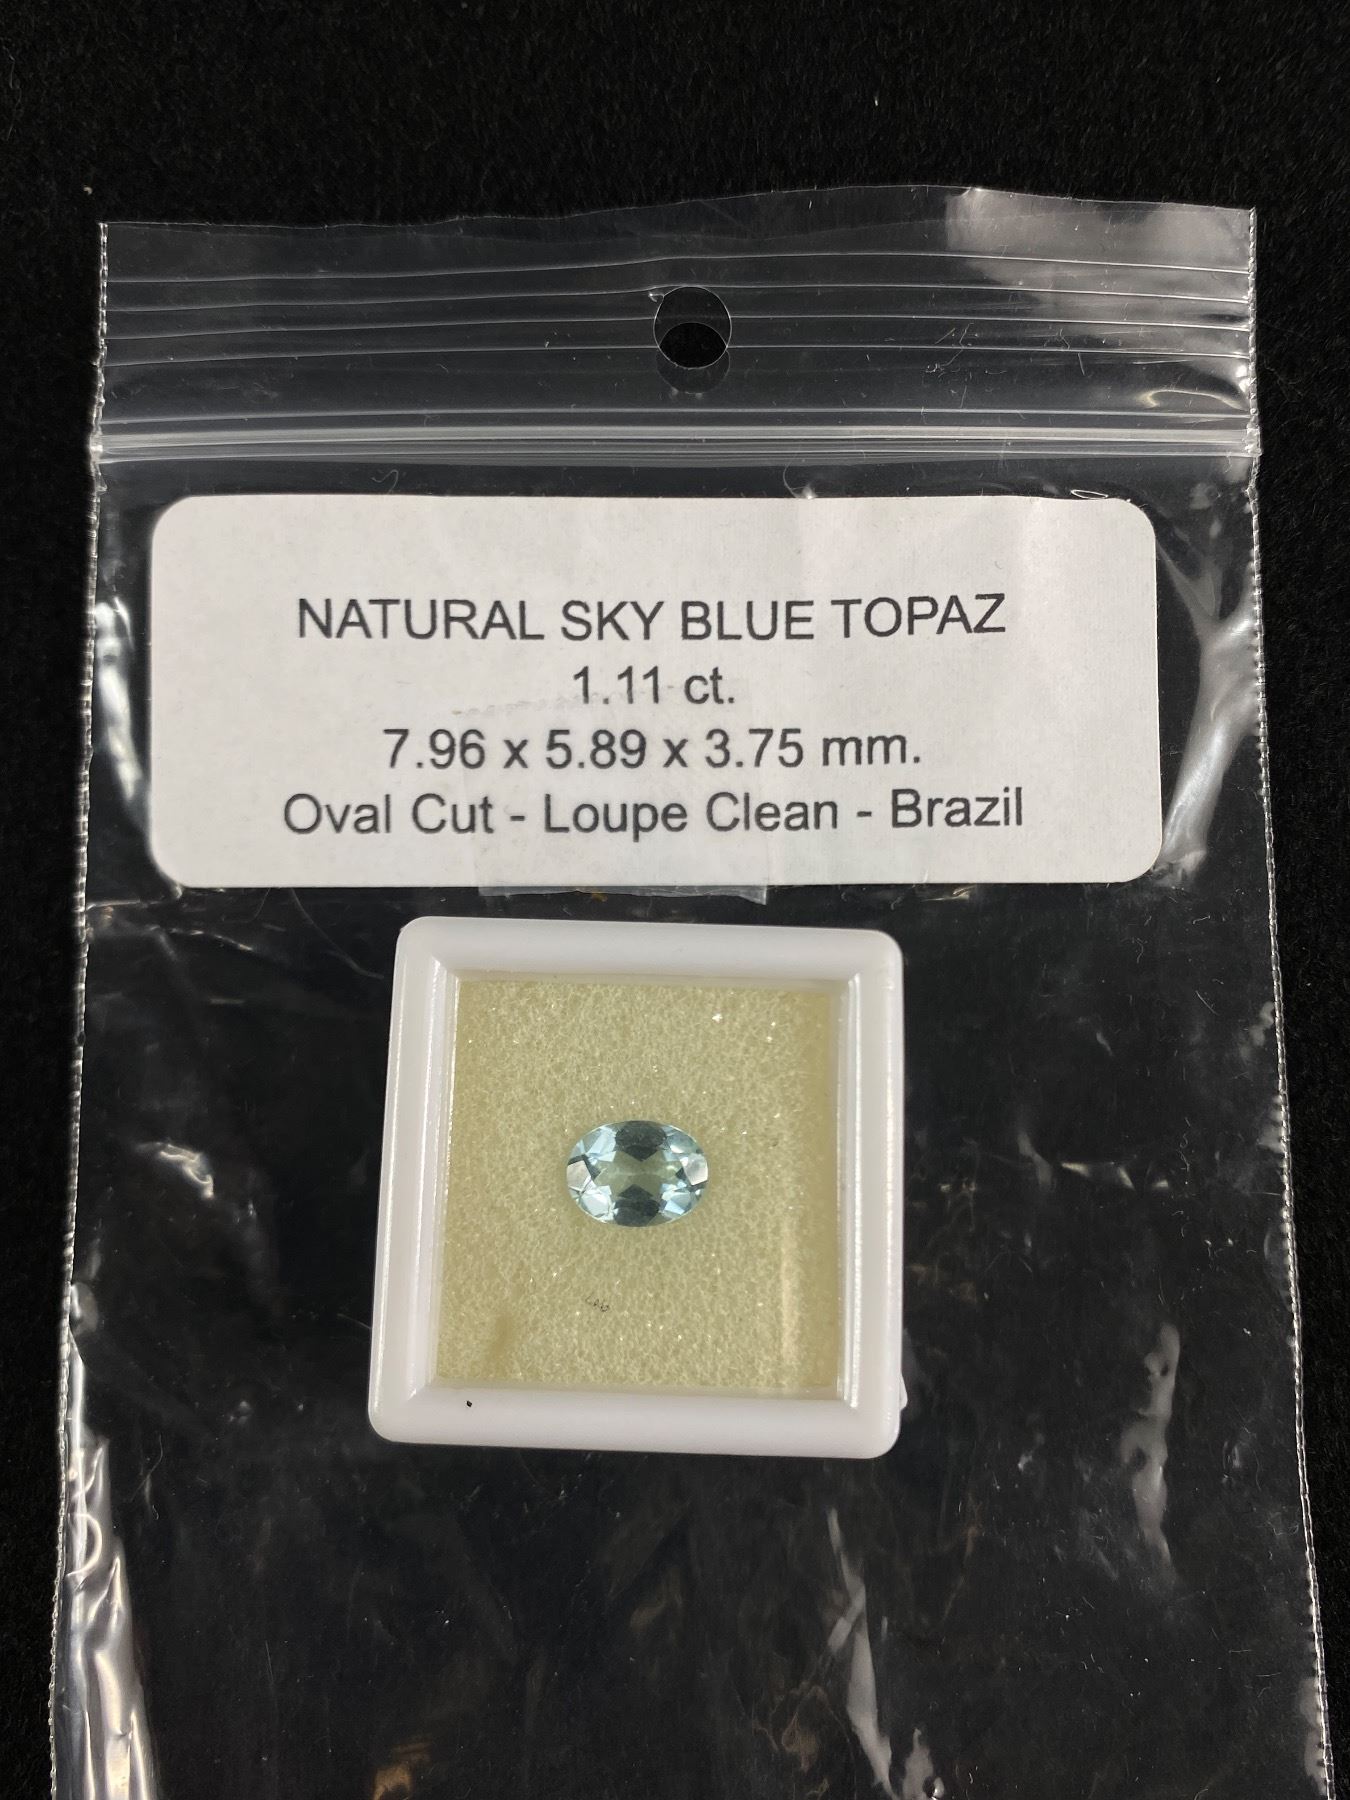 NATURAL SKY BLUE TOPAZ
1.11 ct.
7.96 x 5.89 x 3.75 mm.
Oval Cut - Loupe Clean - Brazil